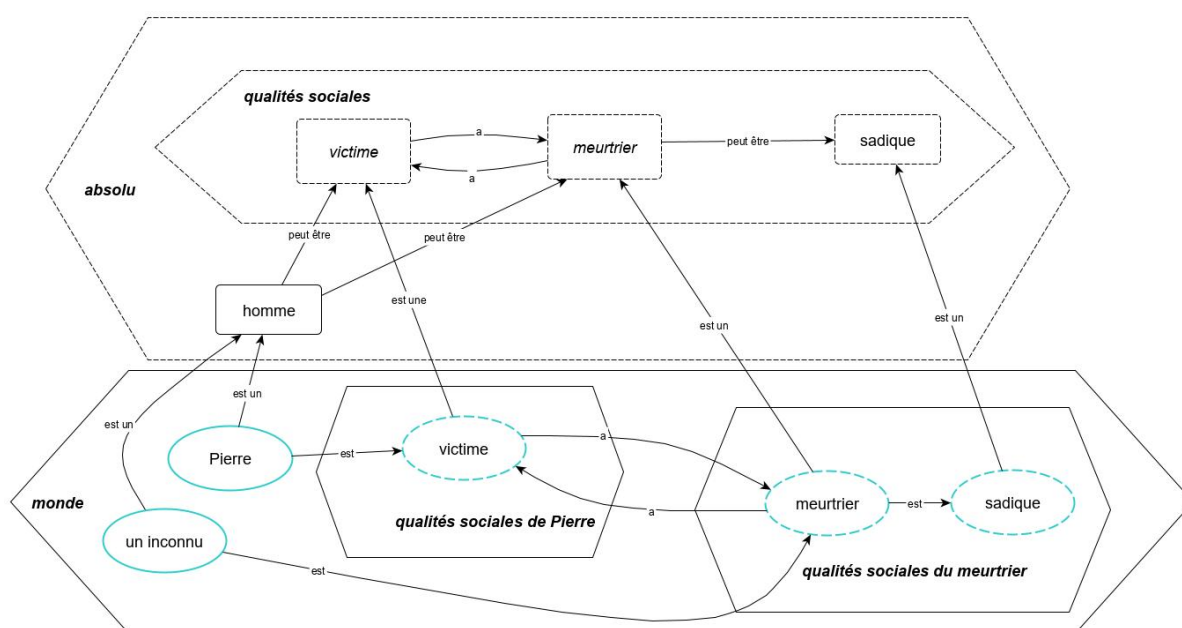 qualités sociales
victime
a
a
meurtrier
peut être
sadique
absolu
peut être
peut être
homme
est une
est un
est un
est un
est un
Pierre
est
victime
a
a
monde
un inconnu
est
qualités sociales de Pierre
meurtrier
est
sadique
qualités sociales du meurtrier